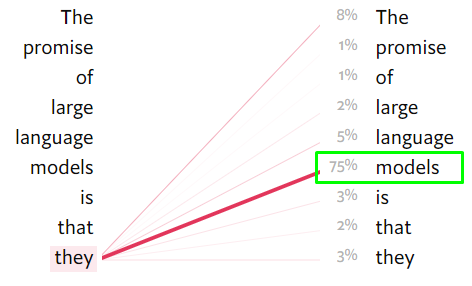 The 8% The
promise 1% promise
of 1% of
large 2% large
language 5% language
models 75% models
is 3% is
that 2% that
they 3% they